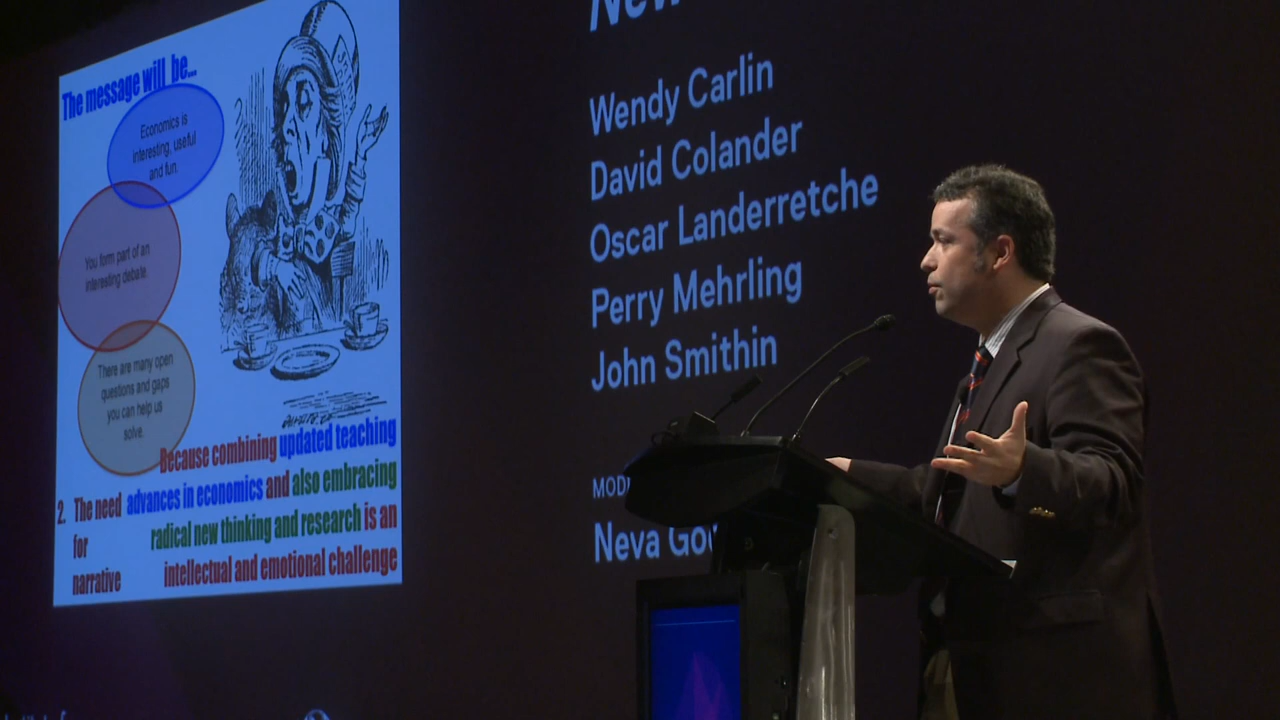 The message will be...
Economics is
interesting, useful
and fun.
You form part of an
interesting debate.
There are many open
questions and gaps
you can help us
solve.
Because combining updated teaching
advances in economics and also embracing
radical new thinking and research is an
intellectual and emotional challenge
2. The need
for
narrative
Wendy Carlin
David Colander
Oscar Landerretche
Perry Mehrling
John Smithin
Neva